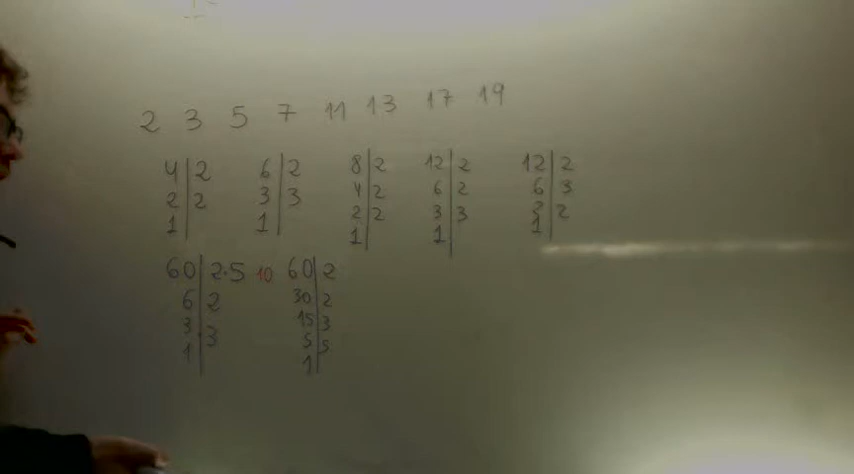 2 3 5 7 11 13 17 19
4 | 2 6 | 2 8 | 2 12 | 2 12 | 2
2 | 2 3 | 3 4 | 2 6 | 2 6 | 3
1 | 1 | 2 | 2 3 | 3 2 | 2
1 | 1 | 1 |
60 | 2·5 10 60 | 2
6 | 2 30 | 2
3 | 3 15 | 3
1 | 5 | 5
1 |